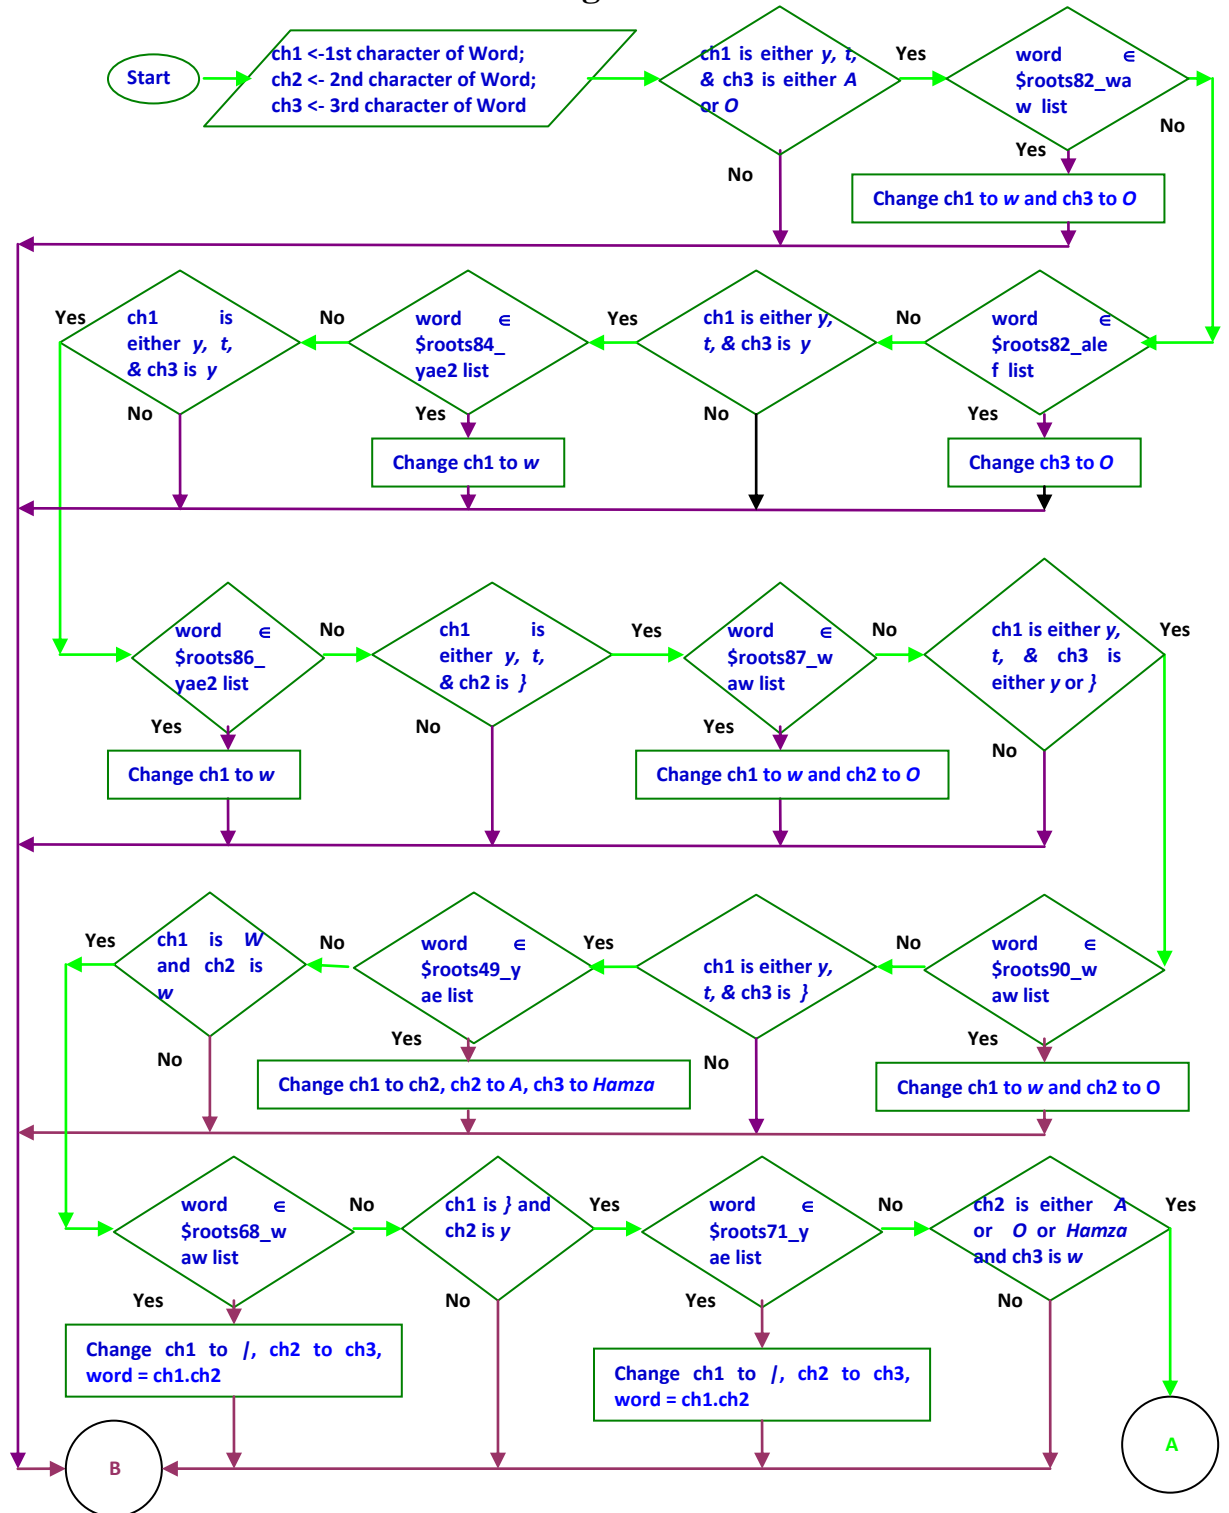 Start
ch1 <-1st character of Word;
ch2 <- 2nd character of Word;
ch3 <- 3rd character of Word
ch1 is either y, t,
& ch3 is either A
or O
Yes
No
word ∈
$roots82_wa
w list
No
Yes
Change ch1 to w and ch3 to O
Yes
ch1 is
either y, t,
& ch3 is y
No
No
word ∈
$roots84_
yae2 list
Yes
Change ch1 to w
Yes
ch1 is either y,
t, & ch3 is y
No
No
word ∈
$roots82_ale
f list
Yes
Change ch3 to O
word ∈
$roots86_
yae2 list
No
Yes
Change ch1 to w
ch1 is
either y, t,
& ch2 is }
Yes
No
word ∈
$roots87_w
aw list
No
Yes
Change ch1 to w and ch2 to O
ch1 is either y,
t, & ch3 is
either y or }
Yes
No
Yes
ch1 is W
and ch2 is
w
No
No
word ∈
$roots49_y
ae list
Yes
Change ch1 to ch2, ch2 to A, ch3 to Hamza
Yes
ch1 is either y,
t, & ch3 is }
No
No
word ∈
$roots90_w
aw list
Yes
Change ch1 to w and ch2 to O
word ∈
$roots68_w
aw list
No
Yes
Change ch1 to |, ch2 to ch3,
word = ch1.ch2
ch1 is } and
ch2 is y
Yes
No
word ∈
$roots71_y
ae list
No
Yes
Change ch1 to |, ch2 to ch3,
word = ch1.ch2
ch2 is either A
or O or Hamza
and ch3 is w
Yes
No
B
A